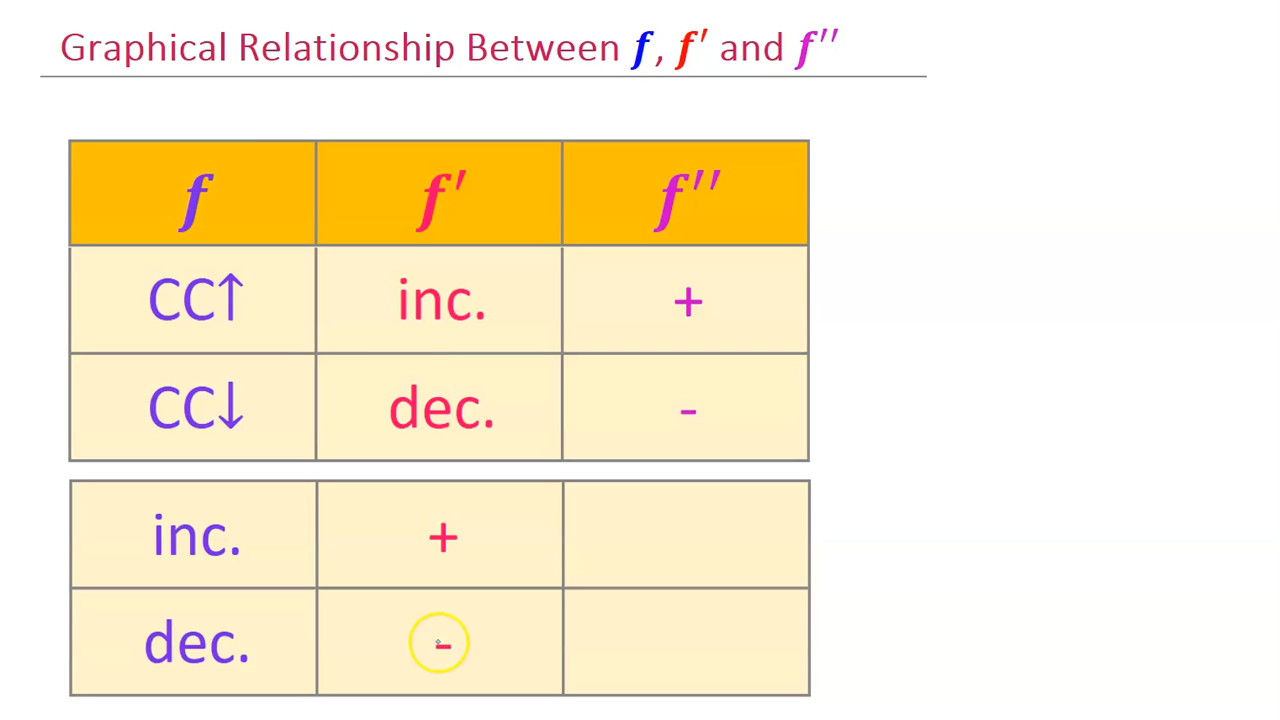 Graphical Relationship Between f, f′ and f′′
f f′ f′′
CC↑ inc. +
CC↓ dec. -
inc. +
dec. -